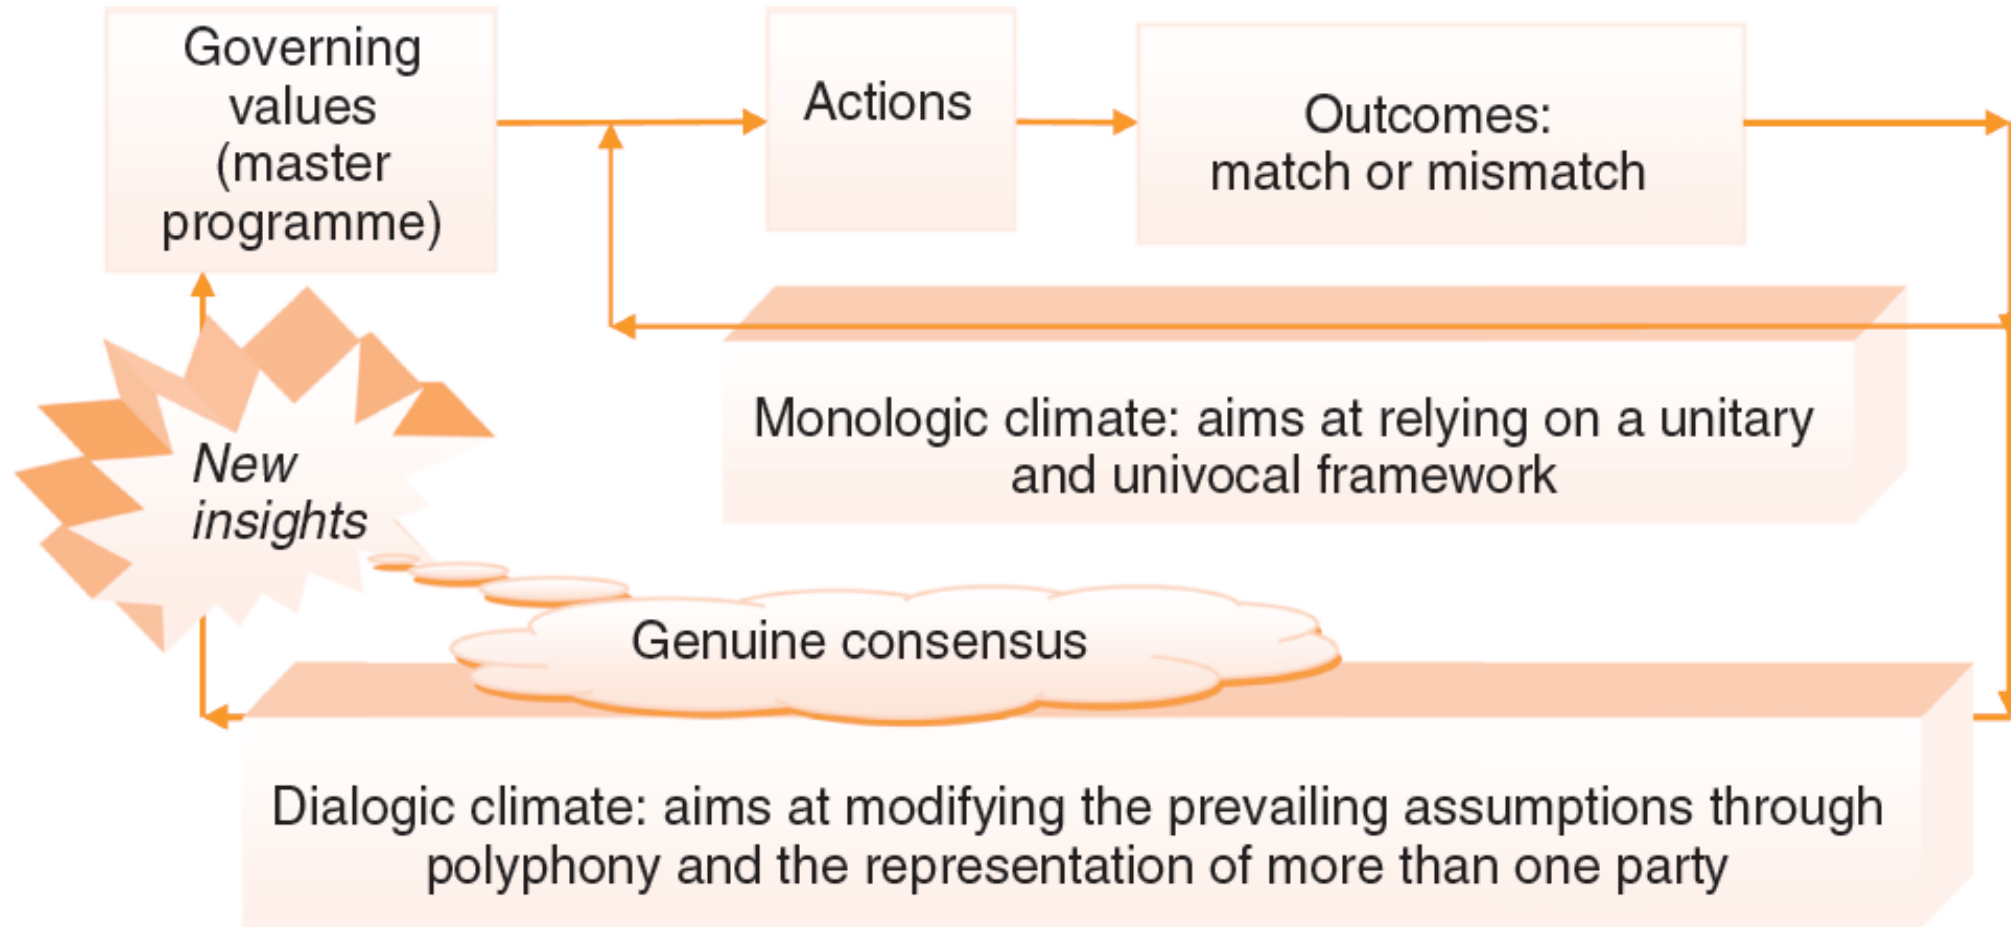 Governing
values
(master
programme)
Actions
Outcomes:
match or mismatch
Monologic climate: aims at relying on a unitary
and univocal framework
New
insights
Genuine consensus
Dialogic climate: aims at modifying the prevailing assumptions through
polyphony and the representation of more than one party